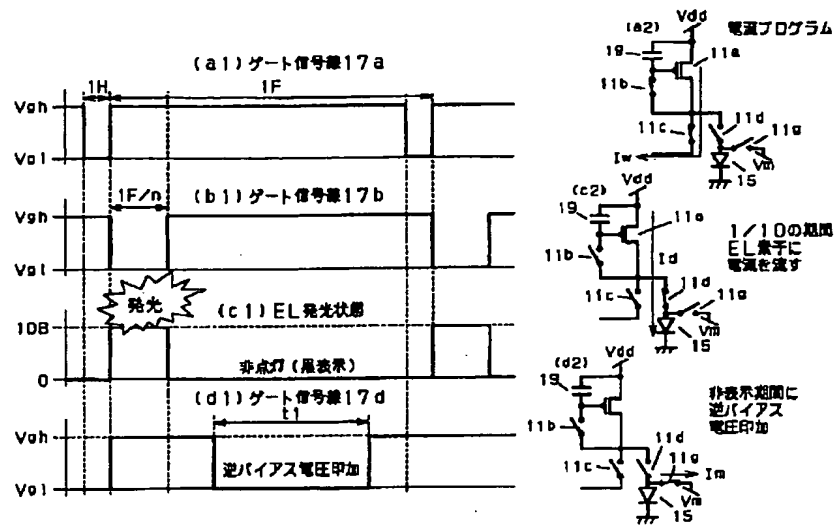 (a1)ゲート信号線17a
1H
1F
Vgh
Vgl
1F/n
(b1)ゲート信号線17b
Vgh
Vgl
発光
(c1)EL発光状態
10B
0
非点灯(黒表示)
(d1)ゲート信号線17d
t1
Vgh
Vgl
逆バイアス電圧印加
(a2)
Vdd
電流プログラム
19
11a
11b
11c
11d
11g
Iw
Vm
15
(c2)
Vdd
19
11a
1/10の期間
EL素子に
電流を流す
11b
Id
11c
11d
11g
Vm
15
(d2)
Vdd
19
非表示期間に
逆バイアス
電圧印加
11b
11c
11d
11g
Im
Vm
15